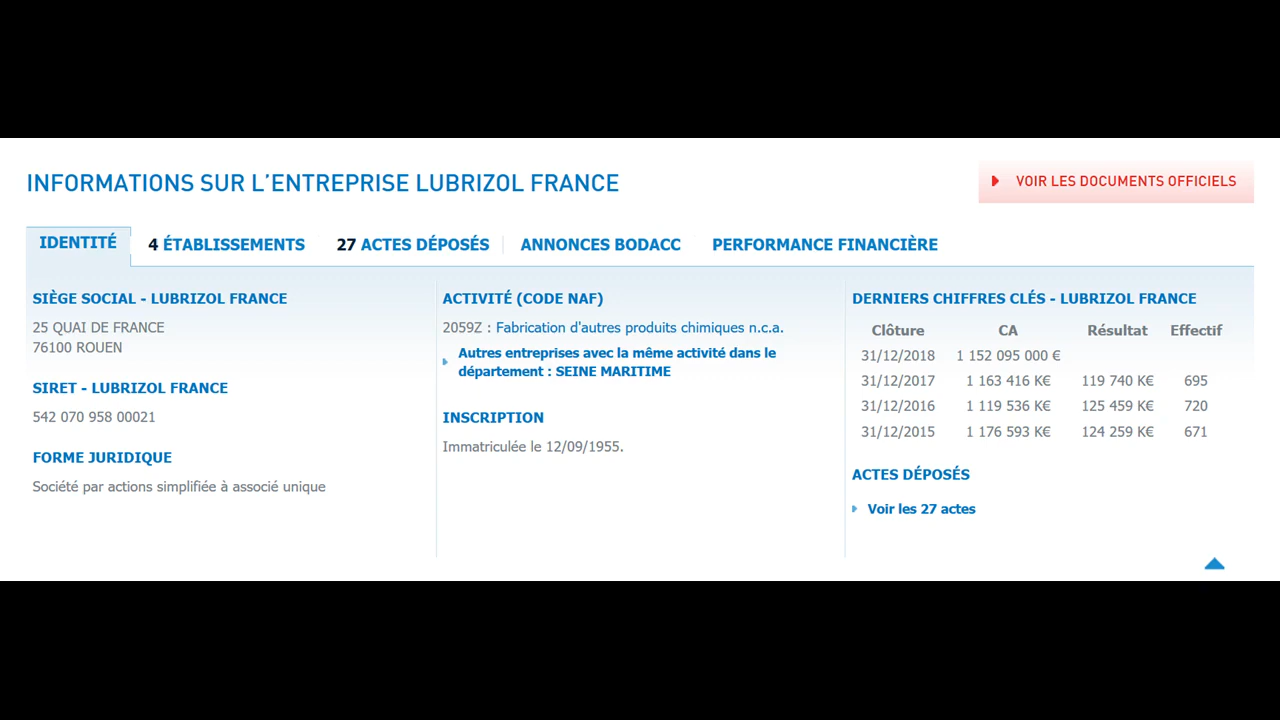 INFORMATIONS SUR L'ENTREPRISE LUBRIZOL FRANCE
VOIR LES DOCUMENTS OFFICIELS
IDENTITÉ
4 ÉTABLISSEMENTS
27 ACTES DÉPOSÉS
ANNONCES BODACC
PERFORMANCE FINANCIÈRE
SIÈGE SOCIAL - LUBRIZOL FRANCE
25 QUAI DE FRANCE
76100 ROUEN
SIRET - LUBRIZOL FRANCE
542 070 958 00021
FORME JURIDIQUE
Société par actions simplifiée à associé unique
ACTIVITÉ (CODE NAF)
2059Z : Fabrication d'autres produits chimiques n.c.a.
Autres entreprises avec la même activité dans le
département : SEINE MARITIME
INSCRIPTION
Immatriculée le 12/09/1955.
DERNIERS CHIFFRES CLÉS - LUBRIZOL FRANCE
Clôture CA Résultat Effectif
31/12/2018 1 152 095 000 €
31/12/2017 1 163 416 K€ 119 740 K€ 695
31/12/2016 1 119 536 K€ 125 459 K€ 720
31/12/2015 1 176 593 K€ 124 259 K€ 671
ACTES DÉPOSÉS
Voir les 27 actes